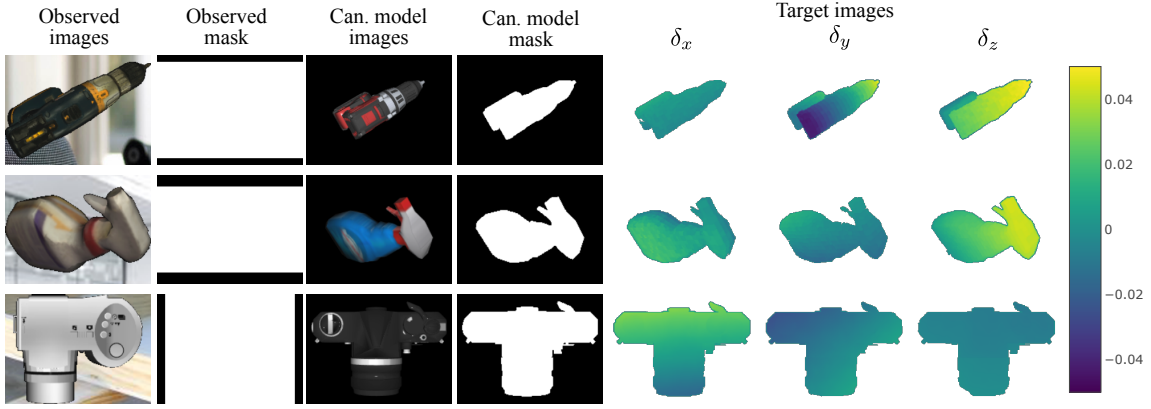 Observed
images
Observed
mask
Can. model
images
Can. model
mask
Target images
δx
δy
δz
0.04
0.02
0
−0.02
−0.04